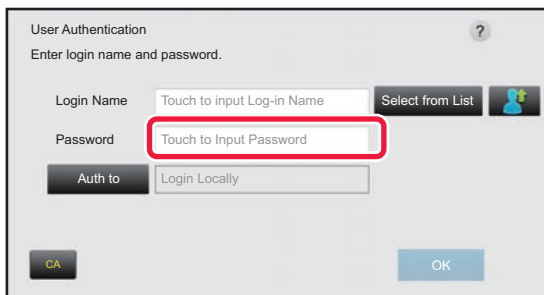 User Authentication
?
Enter login name and password.
Login Name Touch to input Log-in Name Select from List
Password Touch to Input Password
Auth to Login Locally
CA OK